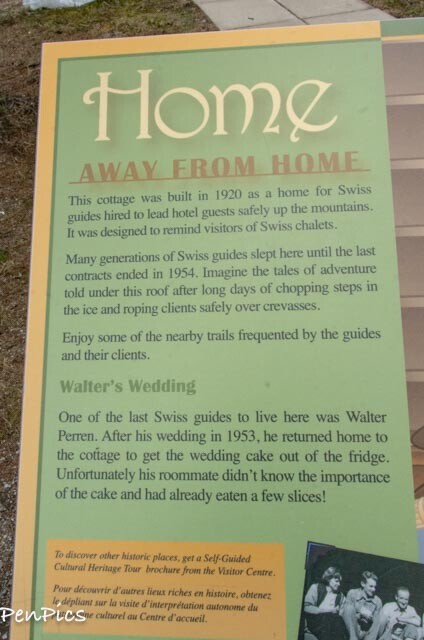 Home
AWAY FROM HOME
This cottage was built in 1920 as a home for Swiss
guides hired to lead hotel guests safely up the mountains.
It was designed to remind visitors of Swiss chalets.
Many generations of Swiss guides slept here until the last
contracts ended in 1954. Imagine the tales of adventure
told under this roof after long days of chopping steps in
the ice and roping clients safely over crevasses.
Enjoy some of the nearby trails frequented by the guides
and their clients.
Walter's Wedding
One of the last Swiss guides to live here was Walter
Perren. After his wedding in 1953, he returned home to
the cottage to get the wedding cake out of the fridge.
Unfortunately his roommate didn't know the importance
of the cake and had already eaten a few slices!
To discover other historic places, get a Self-Guided
Cultural Heritage Tour brochure from the Visitor Centre.
Pour découvrir d'autres lieux riches en histoire, obtenez
le dépliant sur la visite d'interprétation autonome du
culturel au Centre d'accueil.
PenPics